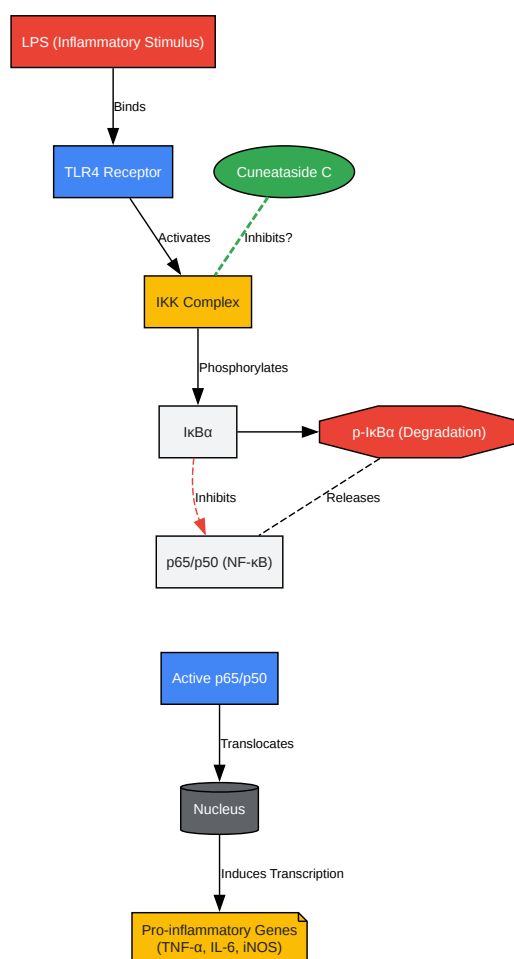 LPS (Inflammatory Stimulus)
Binds
TLR4 Receptor
Cuneataside C
Activates
Inhibits?
IKK Complex
Phosphorylates
IκBα
p-IκBα (Degradation)
Inhibits
Releases
p65/p50 (NF-κB)
Active p65/p50
Translocates
Nucleus
Induces Transcription
Pro-inflammatory Genes
(TNF-α, IL-6, iNOS)